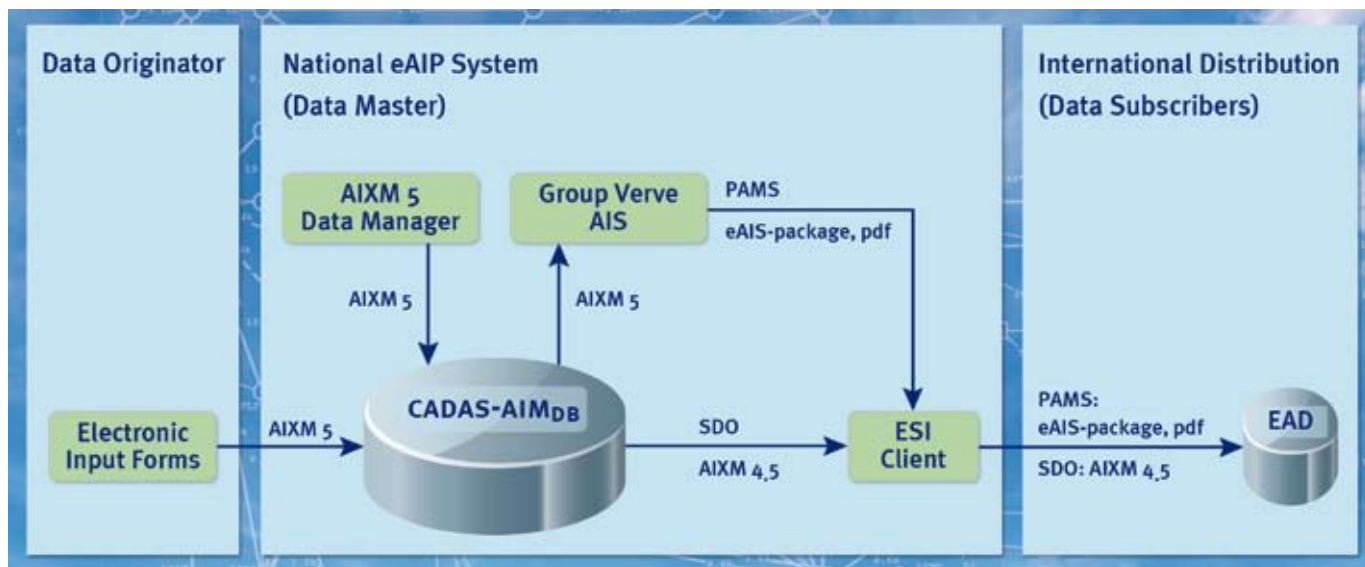 Data Originator
National eAIP System
(Data Master)
International Distribution
(Data Subscribers)
AIXM 5
Data Manager
Group Verve
AIS
PAMS
eAIS-package, pdf
AIXM 5
AIXM 5
CADAS-AIMDB
Electronic
Input Forms
AIXM 5
SDO
AIXM 4.5
ESI
Client
PAMS:
eAIS-package, pdf
SDO: AIXM 4.5
EAD